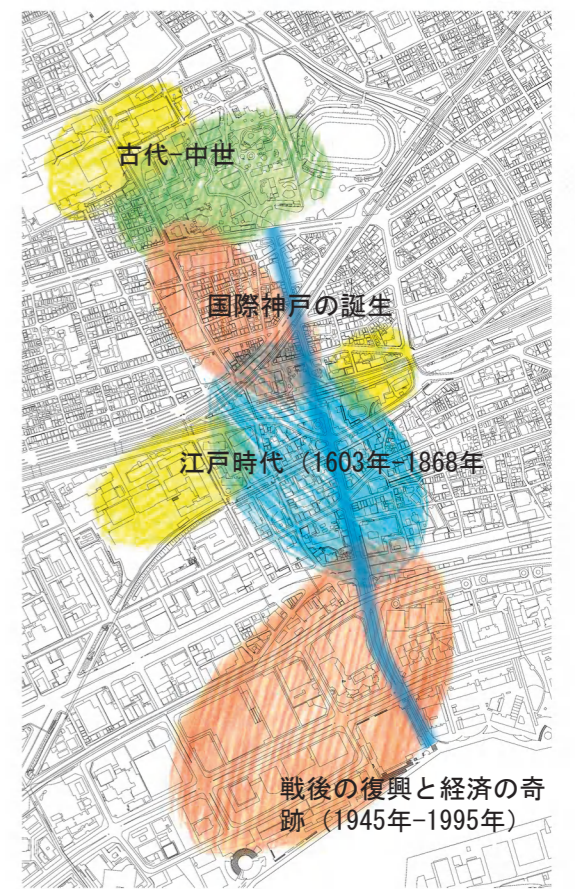 古代-中世
国際神戸の誕生
江戸時代（1603年-1868年
戦後の復興と経済の奇
跡（1945年-1995年）